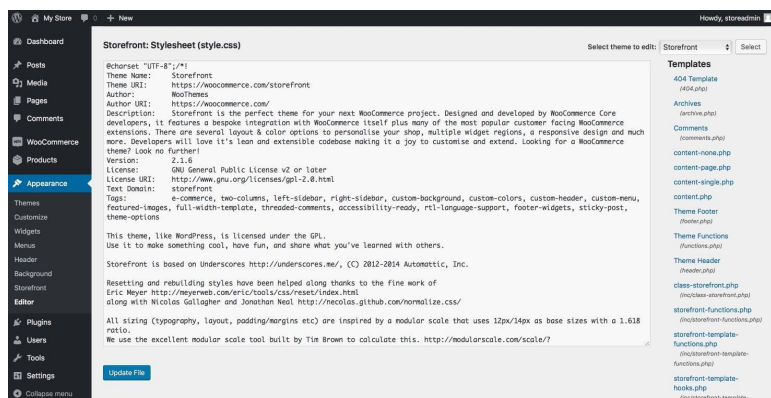 My Store 0 + New Howdy, storeadmin
Dashboard
Posts
Media
Pages
Comments
WooCommerce
Products
Appearance
Themes
Customize
Widgets
Menus
Header
Background
Storefront
Editor
Plugins
Users
Tools
Settings
Collapse menu
Storefront: Stylesheet (style.css)
Select theme to edit: Storefront Select
@charset "UTF-8";/*!
Theme Name: Storefront
Theme URI: https://woocommerce.com/storefront
Author: WooThemes
Author URI: https://woocommerce.com/
Description: Storefront is the perfect theme for your next WooCommerce project. Designed and developed by WooCommerce Core
developers, it features a bespoke integration with WooCommerce itself plus many of the most popular customer facing WooCommerce
extensions. There are several layout & color options to personalise your shop, multiple widget regions, a responsive design and much
more. Developers will love it's lean and extensible codebase making it a joy to customise and extend. Looking for a WooCommerce
theme? Look no further!
Version: 2.1.6
License: GNU General Public License v2 or later
License URI: http://www.gnu.org/licenses/gpl-2.0.html
Text Domain: storefront
Tags: e-commerce, two-columns, left-sidebar, right-sidebar, custom-background, custom-colors, custom-header, custom-menu,
featured-images, full-width-template, threaded-comments, accessibility-ready, rtl-language-support, footer-widgets, sticky-post,
theme-options
This theme, like WordPress, is licensed under the GPL.
Use it to make something cool, have fun, and share what you've learned with others.
Storefront is based on Underscores http://underscores.me/, (C) 2012-2014 Automattic, Inc.
Resetting and rebuilding styles have been helped along thanks to the fine work of
Eric Meyer http://meyerweb.com/eric/tools/css/reset/index.html
along with Nicolas Gallagher and Jonathan Neal http://necolas.github.com/normalize.css/
All sizing (typography, layout, padding/margins etc) are inspired by a modular scale that uses 12px/14px as base sizes with a 1.618
ratio.
We use the excellent modular scale tool built by Tim Brown to calculate this. http://modularscale.com/scale/?
Update File
Templates
404 Template
(404.php)
Archives
(archive.php)
Comments
(comments.php)
content-none.php
content-page.php
content-single.php
content.php
Theme Footer
(footer.php)
Theme Functions
(functions.php)
Theme Header
(header.php)
class-storefront.php
(inc/class-storefront.php)
storefront-functions.php
(inc/storefront-functions.php)
storefront-template-
functions.php
(inc/storefront-template-
functions.php)
storefront-template-
hooks.php
(inc/storefront-template-